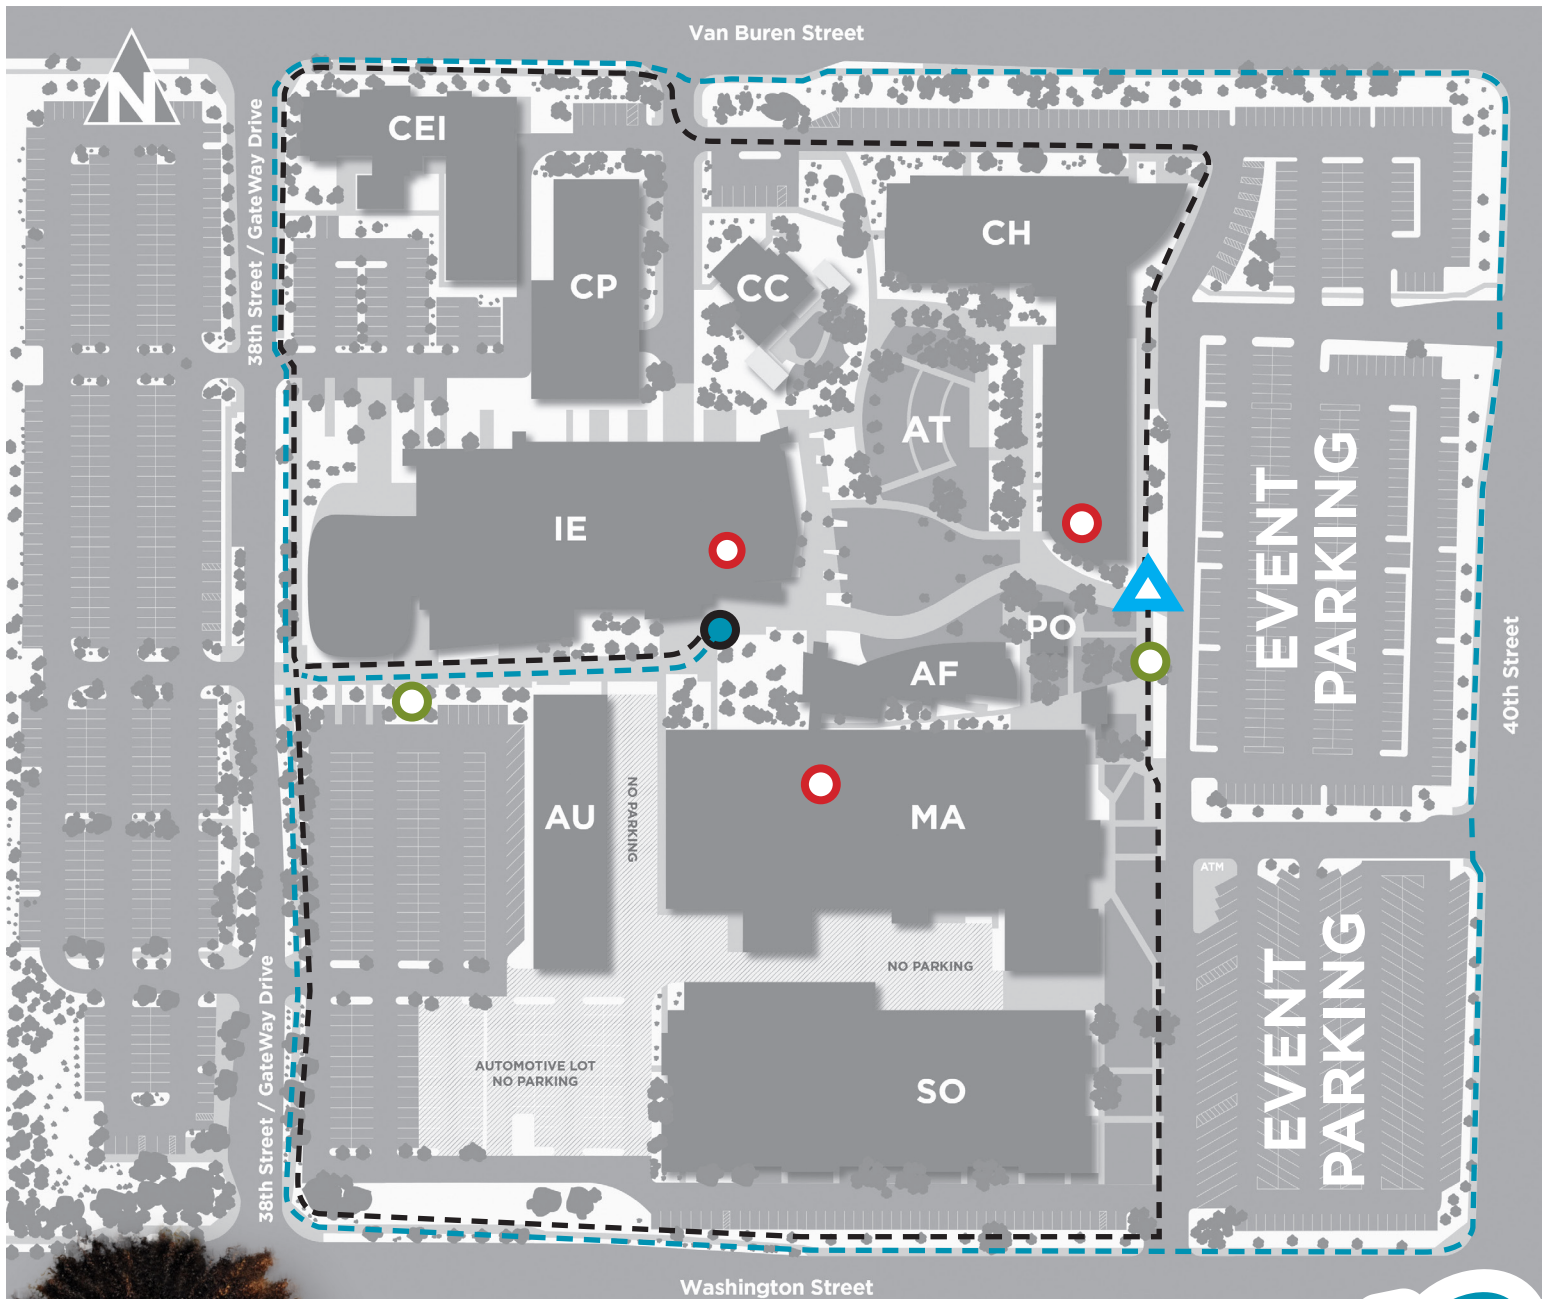 Van Buren Street
N
CEI
38th Street / GateWay Drive
CH
CP
CC
AT
EVENT
PARKING
IE
PO
AF
40th Street
AU
NO PARKING
MA
ATM
NO PARKING
EVENT
PARKING
38th Street / GateWay Drive
AUTOMOTIVE LOT
NO PARKING
SO
Washington Street